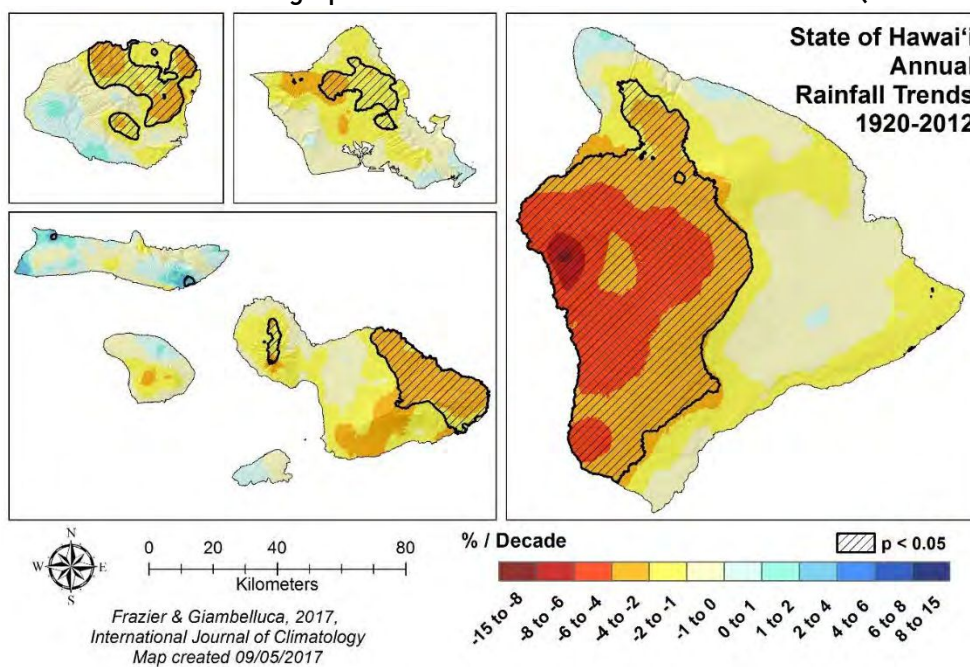 State of Hawai‘i
Annual
Rainfall Trends
1920-2012
N
W
E
S
0 20 40 80
Kilometers
% / Decade
p < 0.05
-15 to -8
-8 to -6
-6 to -4
-4 to -2
-2 to -1
-1 to 0
0 to 1
1 to 2
2 to 4
4 to 6
6 to 8
8 to 15
Frazier & Giambelluca, 2017,
International Journal of Climatology
Map created 09/05/2017